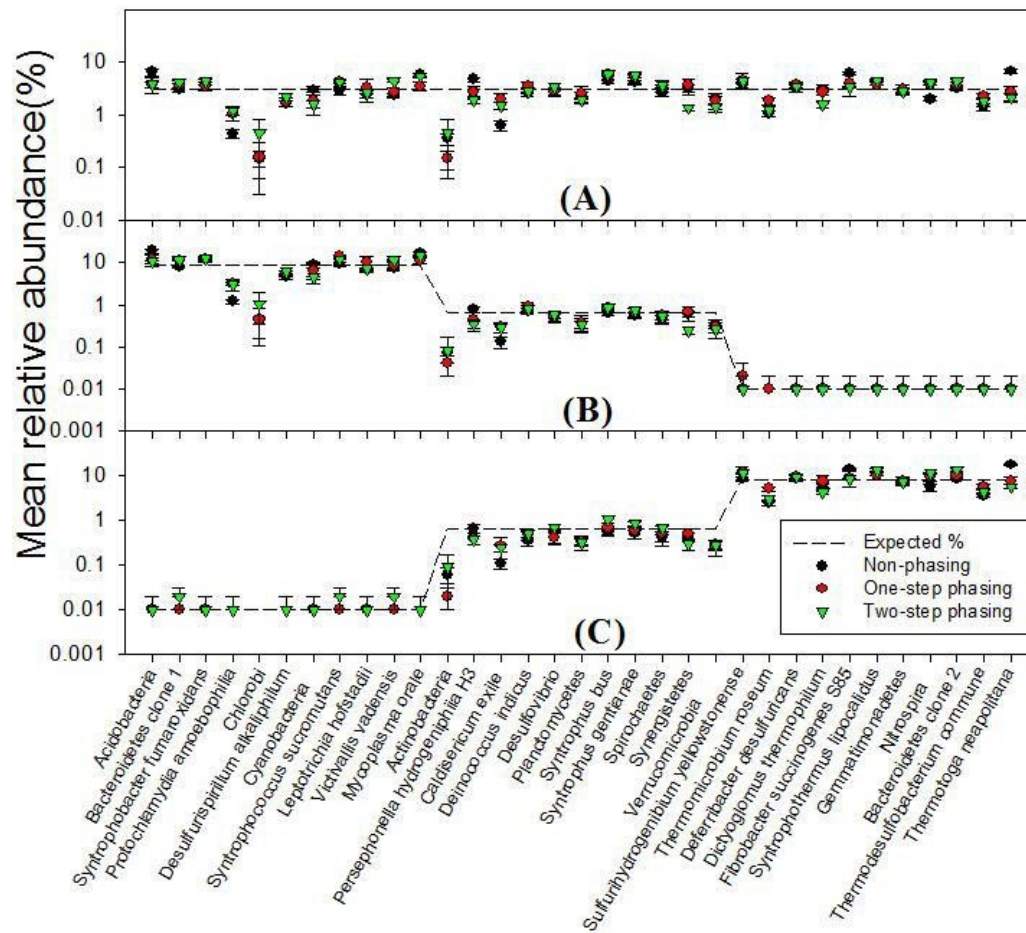 Mean relative abundance(%)
10
1
0.1
0.01
(A)
10
1
0.1
0.01
0.001
(B)
10
1
0.1
0.01
0.001
(C)
Expected %
Non-phasing
One-step phasing
Two-step phasing
Acidobacteria
Bacteroidetes clone 1
Syntrophobacter fumaroxidans
Protochlamydia amoebophilia
Chlorobi
Desulfurispirillum alkaliphilum
Cyanobacteria
Syntrophococcus sucromutans
Leptotrichia hofstadii
Victivallis vadensis
Mycoplasma orate
Actinobacteria
Persephonella hydrogeniphilia H3
Caldisericum exile
Deinococcus indicus
Desulfovibrio
Planctomycetes
Syntrophus bus
Syntrophus gentianae
Spirochaetes
Synergistetes
Verrucomicrobia
Sulfurihydrogenibium yellowstonense
Thermomicrobium roseum
Deferribacter desulfuricans
Dictyoglomus thermophilum
Fibrobacter succinogenes S85
Syntrophothermus lipocalidus
Gemmatimonadetes
Nitrospira
Bacteroidetes clone 2
Thermodesulfobacterium commune
Thermotoga neapolitana